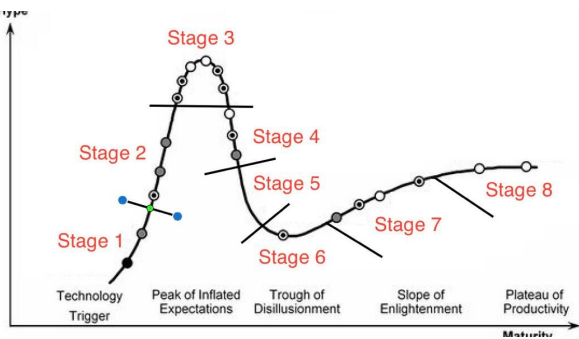 Stage 3
Stage 4
Stage 2
Stage 5
Stage 8
Stage 7
Stage 1
Stage 6
Technology
Trigger
Peak of Inflated
Expectations
Trough of
Disillusionment
Slope of
Enlightenment
Plateau of
Productivity
Maturity